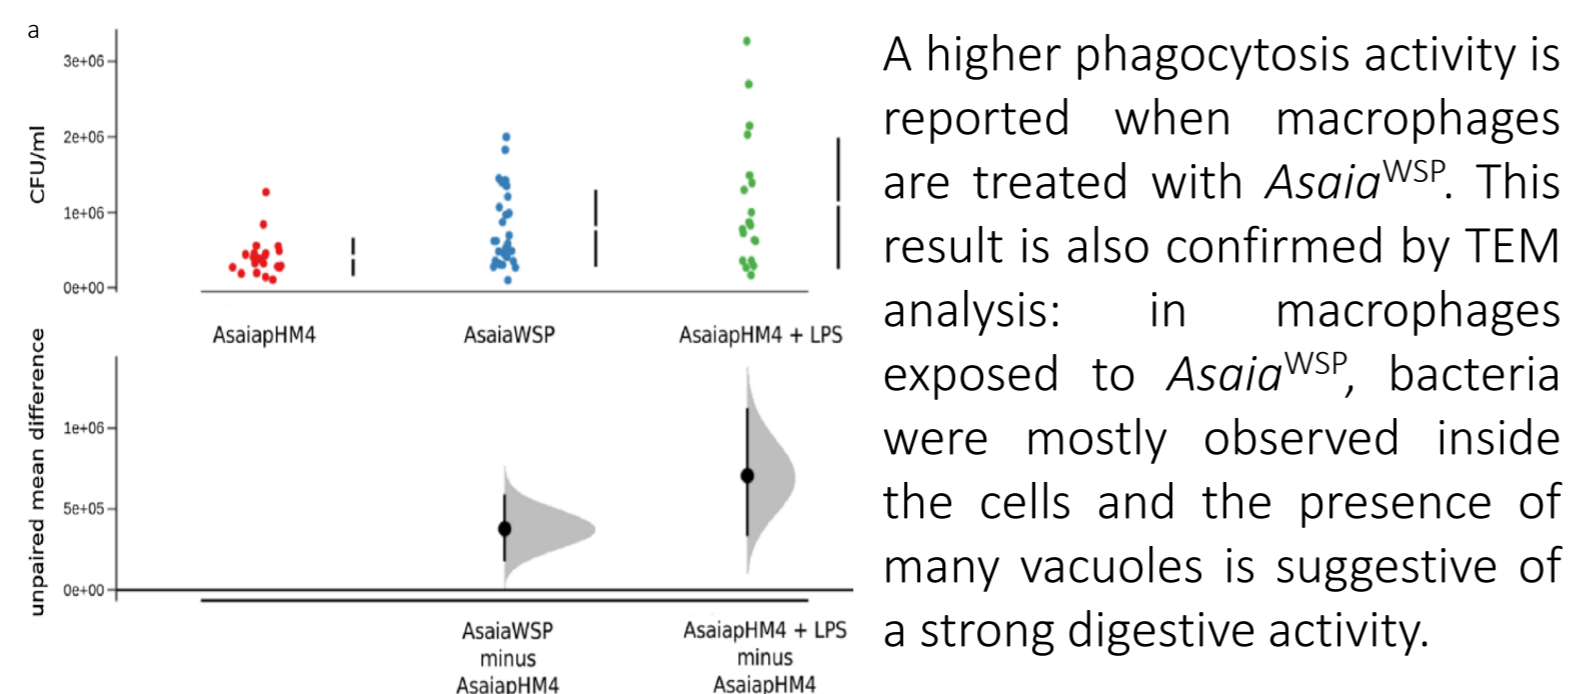 a
3e+06
2e+06
1e+06
0e+00
CFU/ml
AsaiapHM4
AsaiaWSP
AsaiapHM4 + LPS
unpaired mean difference
1e+06
5e+05
0e+00
AsaiaWSP
minus
AsaiapHM4
AsaiapHM4 + LPS
minus
AsaiapHM4
A higher phagocytosis activity is
reported when macrophages
are treated with Asaiaᵂˢᴾ. This
result is also confirmed by TEM
analysis: in macrophages
exposed to Asaiaᵂˢᴾ, bacteria
were mostly observed inside
the cells and the presence of
many vacuoles is suggestive of
a strong digestive activity.